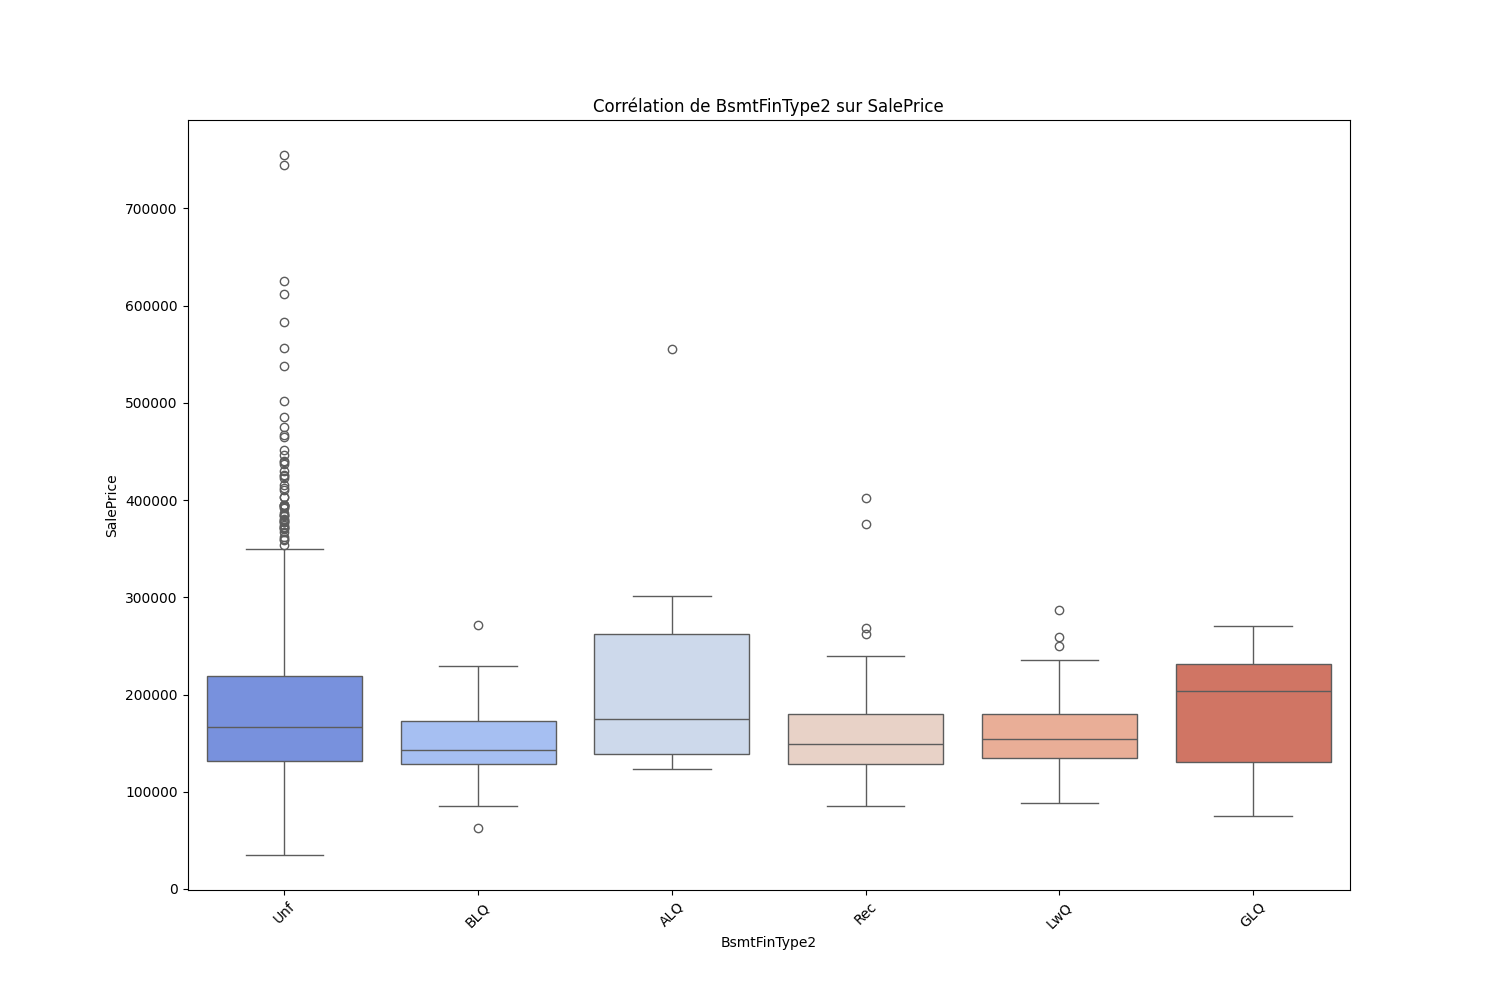 Corrélation de BsmtFinType2 sur SalePrice
700000
600000
500000
400000
300000
200000
100000
0
SalePrice
Unf
BLQ
ALQ
Rec
LwQ
GLQ
BsmtFinType2